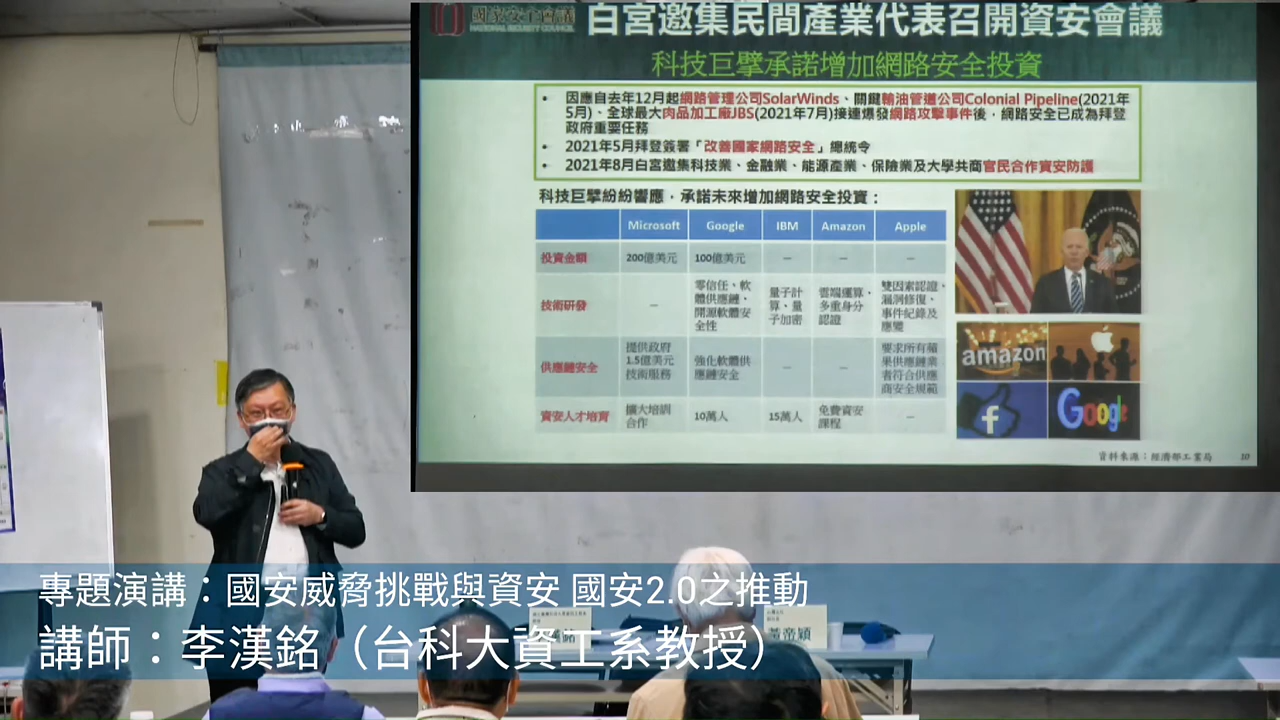 國家安全會議
NATIONAL SECURITY COUNCIL
白宮邀集民間產業代表召開資安會議
科技巨擘承諾增加網路安全投資
• 因應自去年12月起網路管理公司SolarWinds、關鍵輸油管道公司Colonial Pipeline(2021年
5月)、全球最大肉品加工廠JBS(2021年7月)接連爆發網路攻擊事件後，網路安全已成為拜登
政府重要任務
• 2021年5月拜登簽署「改善國家網路安全」總統令
• 2021年8月白宮邀集科技業、金融業、能源產業、保險業及大學共商官民合作資安防護
科技巨擘紛紛響應，承諾未來增加網路安全投資：
Microsoft Google IBM Amazon Apple
投資金額 200億美元 100億美元 － － －
技術研發 － 零信任、軟體供應鏈、開源軟體安全性 量子計算、量子加密 雲端運算、多重身分認證 雙因素認證、漏洞修復、事件紀錄及應變
供應鏈安全 提供政府1.5億美元技術服務 強化軟體供應鏈安全 － － 要求所有蘋果供應鏈業者符合供應商安全規範
資安人才培育 擴大培訓合作 10萬人 15萬人 免費資安課程 －
amazon
f
Google
資料來源：經濟部工業局 10
專題演講：國安威脅挑戰與資安 國安2.0之推動
講師：李漢銘（台科大資工系教授）
黃帝穎